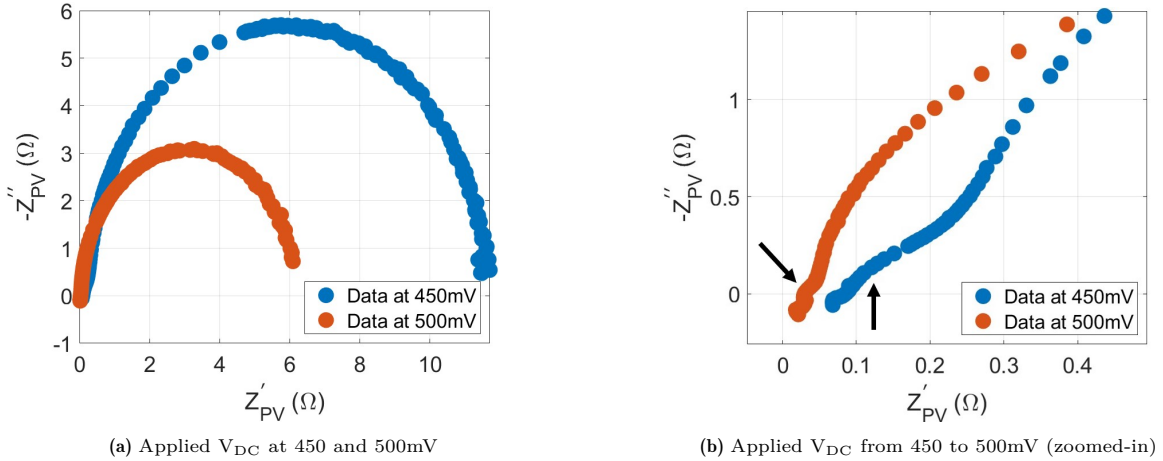 6
5
4
3
2
1
0
-1
-Z''PV (Ω)
0
2
4
6
8
10
Z'PV (Ω)
Data at 450mV
Data at 500mV
(a) Applied VDC at 450 and 500mV
1
0.5
0
-Z''PV (Ω)
0
0.1
0.2
0.3
0.4
Z'PV (Ω)
Data at 450mV
Data at 500mV
(b) Applied VDC from 450 to 500mV (zoomed-in)